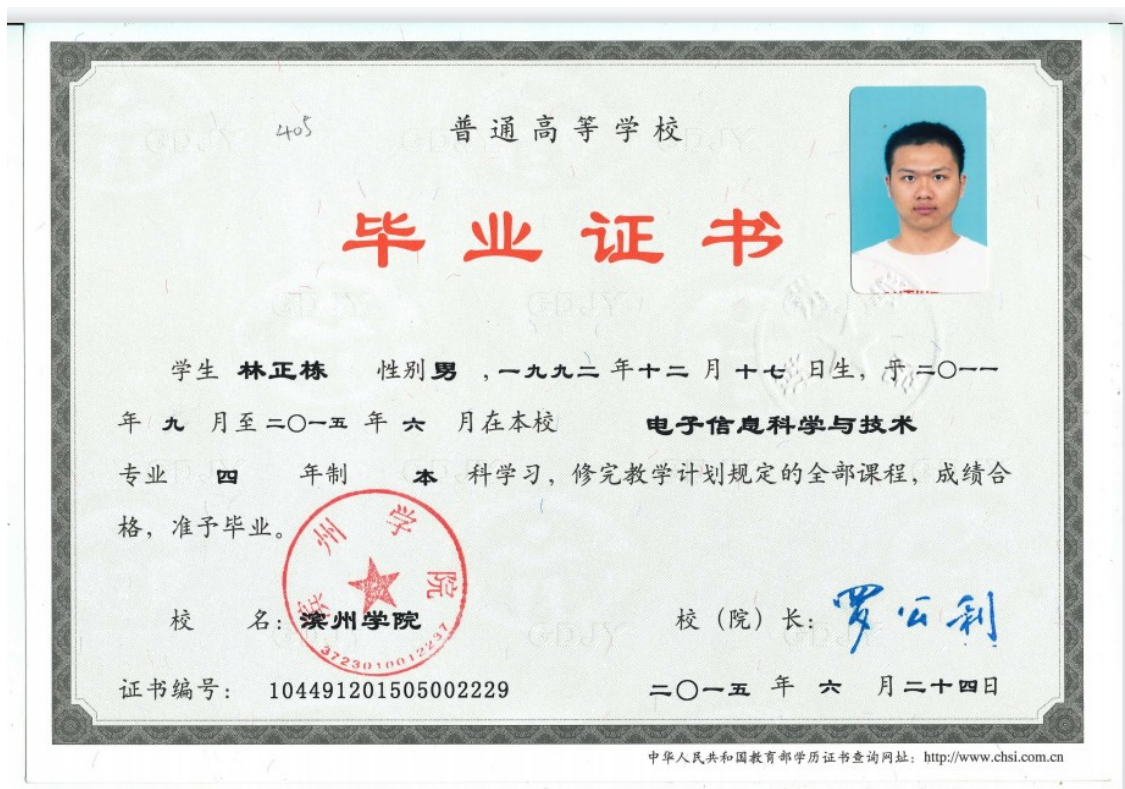 405
普通高等学校
毕业证书
学生 林正栋 性别 男 ,一九九二 年 十二 月 十七 日生，于 二〇一一
年 九 月至 二〇一五 年 六 月在本校 电子信息科学与技术
专业 四 年制 本 科学习，修完教学计划规定的全部课程，成绩合
格，准予毕业。
滨州学院
3723010012237
校 名：滨州学院 校（院）长：罗公利
证书编号： 104491201505002229 二〇一五 年 六 月二十四日
中华人民共和国教育部学历证书查询网址：http://www.chsi.com.cn